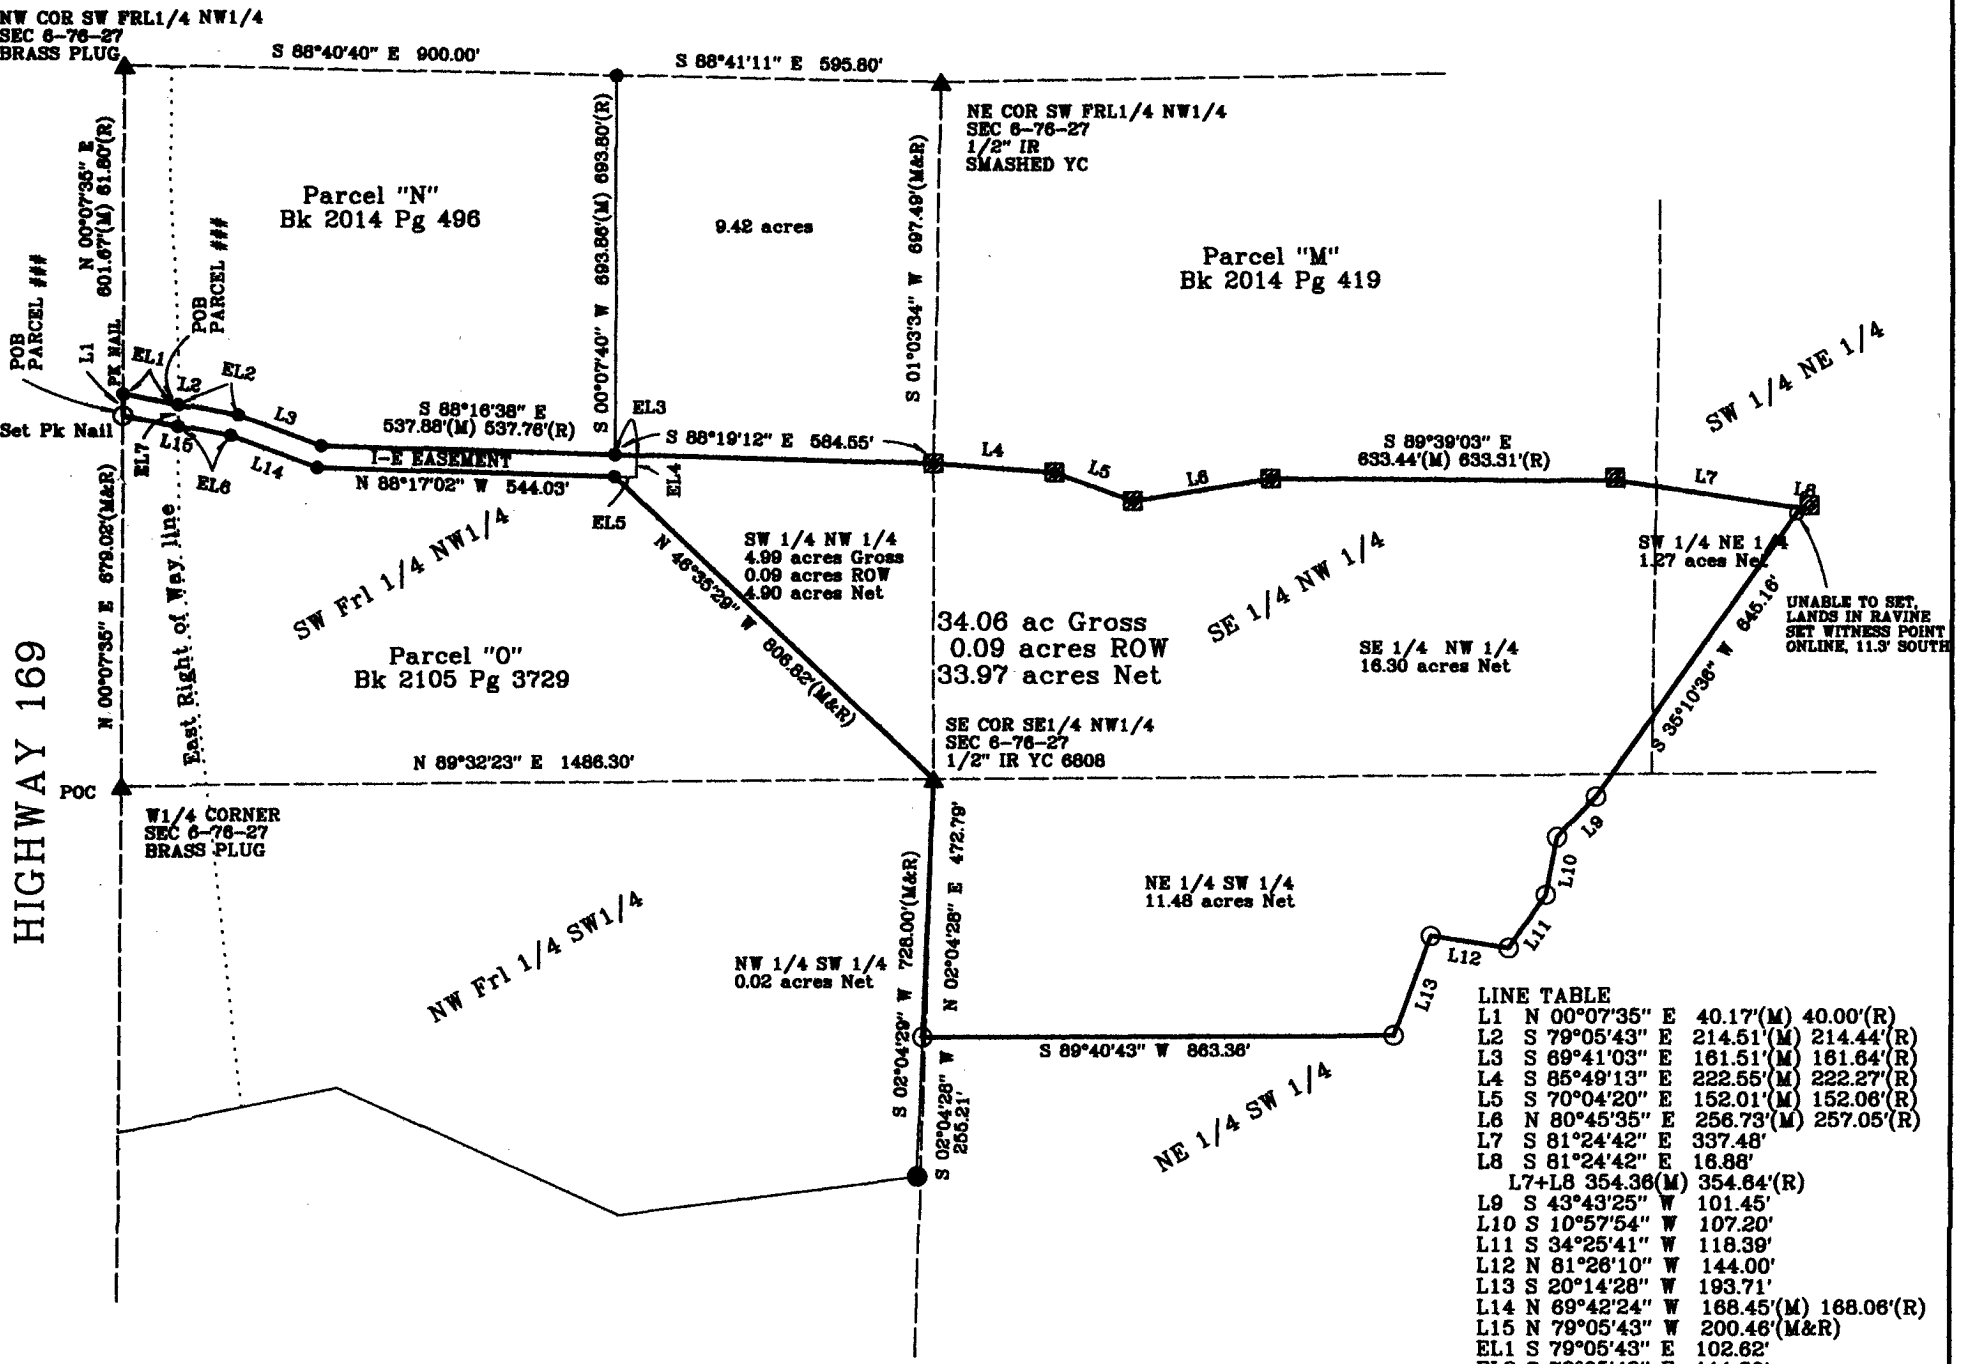 NW COR SW FRL1/4 NW1/4
SEC 6-76-27
BRASS PLUG
S 88°40'40" E 900.00'
S 88°41'11" E 595.80'
NE COR SW FRL1/4 NW1/4
SEC 6-76-27
1/2" IR
SMASHED YC
N 00°07'35" E
601.67'(M) 61.80'(R)
Parcel "N"
Bk 2014 Pg 496
S 00°07'40" W 693.86'(M) 693.80'(R)
9.42 acres
S 01°03'34" W 697.49'(M&R)
Parcel "M"
Bk 2014 Pg 419
SW 1/4 NE 1/4
POB
PARCEL ###
POB
PARCEL ###
L1
PK NAIL
EL1
L2
EL2
L3
Set Pk Nail
EL7
L15
EL6
L14
S 88°16'38" E
537.88'(M) 537.76'(R)
I-E EASEMENT
N 88°17'02" W 544.03'
EL3
S 88°19'12" E 584.55'
EL4
EL5
L4
L5
L6
S 89°39'03" E
633.44'(M) 633.31'(R)
L7
L8
SW 1/4 NE 1/4
1.27 aces Net
UNABLE TO SET,
LANDS IN RAVINE
SET WITNESS POINT
ONLINE, 11.3' SOUTH
N 00°07'35" E 679.02'(M&R)
East Right of Way line
SW Frl 1/4 NW1/4
N 46°35'29" W 806.82'(M&R)
SW 1/4 NW 1/4
4.99 acres Gross
0.09 acres ROW
4.90 acres Net
SE 1/4 NW 1/4
34.06 ac Gross
0.09 acres ROW
33.97 acres Net
SE 1/4 NW 1/4
16.30 acres Net
S 35°10'36" W 645.16'
Parcel "O"
Bk 2105 Pg 3729
HIGHWAY 169
SE COR SE1/4 NW1/4
SEC 6-76-27
1/2" IR YC 6808
N 89°32'23" E 1486.30'
POC
W1/4 CORNER
SEC 6-76-27
BRASS PLUG
L9
L10
L11
L12
L13
NE 1/4 SW 1/4
11.48 acres Net
S 02°04'29" W 728.00'(M&R)
N 02°04'28" E 472.79'
NW Frl 1/4 SW1/4
NW 1/4 SW 1/4
0.02 acres Net
S 89°40'43" W 863.36'
S 02°04'28" W
255.21'
NE 1/4 SW 1/4
LINE TABLE
L1 N 00°07'35" E 40.17'(M) 40.00'(R)
L2 S 79°05'43" E 214.51'(M) 214.44'(R)
L3 S 69°41'03" E 161.51'(M) 161.64'(R)
L4 S 85°49'13" E 222.55'(M) 222.27'(R)
L5 S 70°04'20" E 152.01'(M) 152.06'(R)
L6 N 80°45'35" E 256.73'(M) 257.05'(R)
L7 S 81°24'42" E 337.48'
L8 S 81°24'42" E 16.88'
L7+L8 354.36(M) 354.64'(R)
L9 S 43°43'25" W 101.45'
L10 S 10°57'54" W 107.20'
L11 S 34°25'41" W 118.39'
L12 N 81°26'10" W 144.00'
L13 S 20°14'28" W 193.71'
L14 N 69°42'24" W 168.45'(M) 168.06'(R)
L15 N 79°05'43" W 200.46'(M&R)
EL1 S 79°05'43" E 102.62'